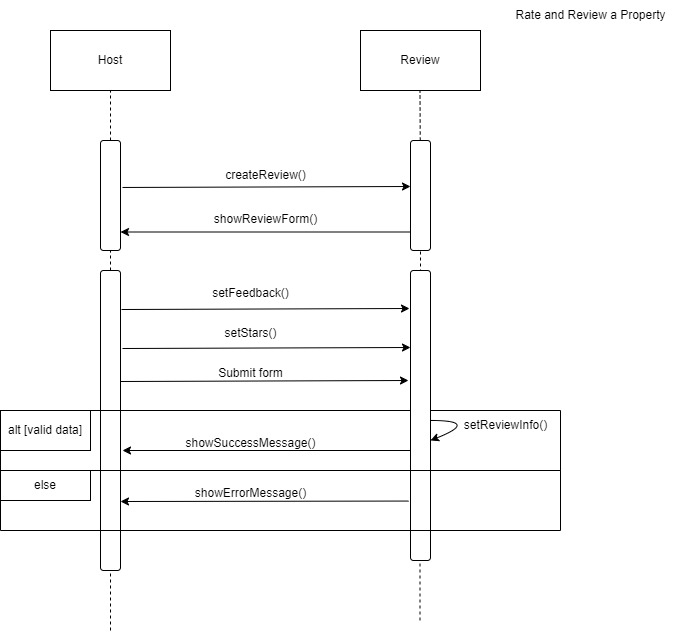 Rate and Review a Property
Host
Review
createReview()
showReviewForm()
setFeedback()
setStars()
Submit form
alt [valid data]
setReviewInfo()
showSuccessMessage()
else
showErrorMessage()